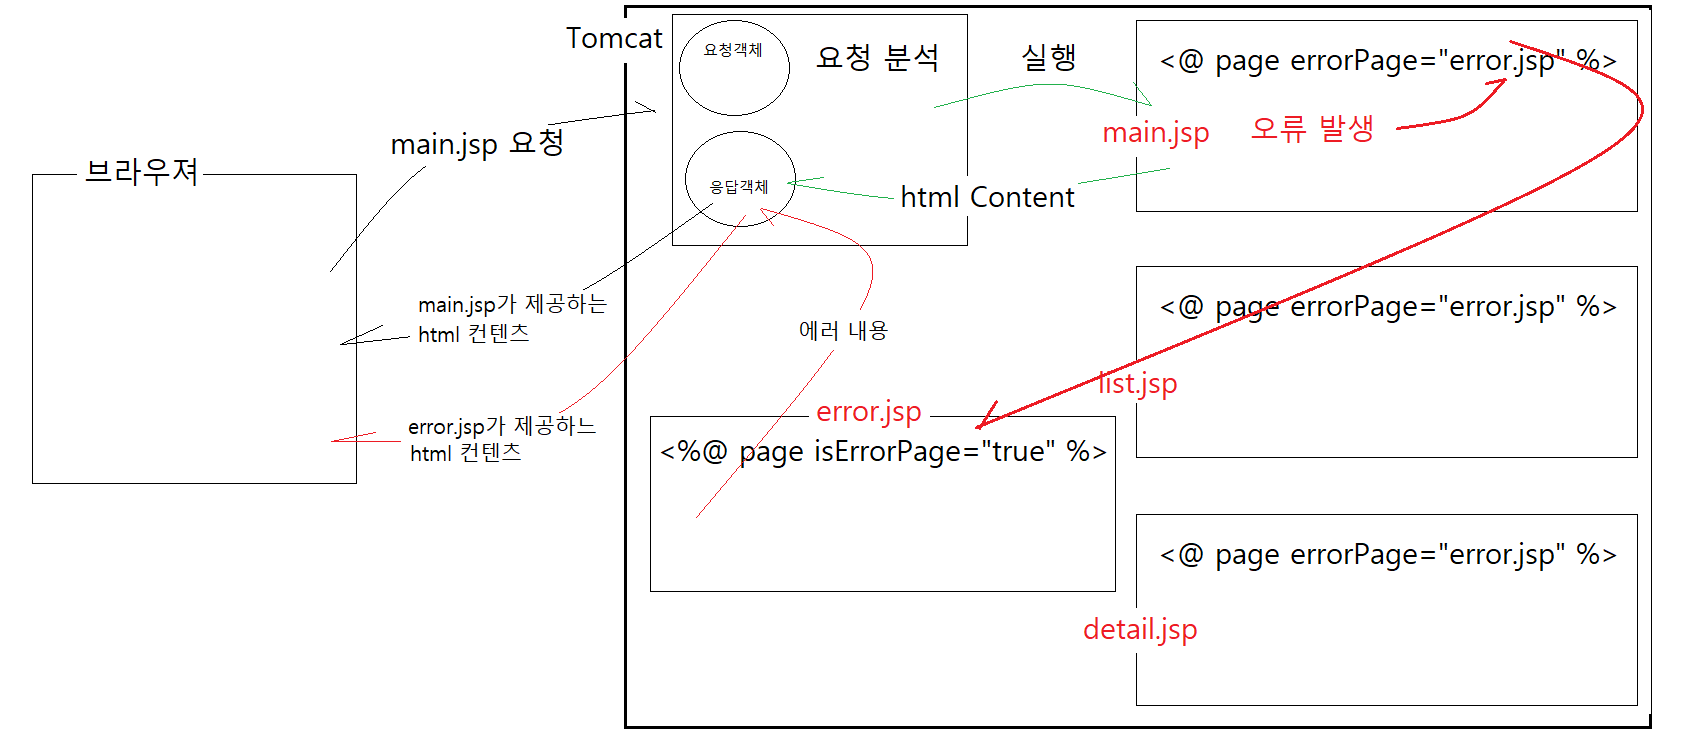 Tomcat
요청객체
요청 분석
실행
<@ page errorPage="error.jsp" %>
main.jsp 요청
main.jsp
오류 발생
브라우져
응답객체
html Content
main.jsp가 제공하는
html 컨텐츠
에러 내용
<@ page errorPage="error.jsp" %>
list.jsp
error.jsp가 제공하느
html 컨텐츠
error.jsp
<%@ page isErrorPage="true" %>
<@ page errorPage="error.jsp" %>
detail.jsp